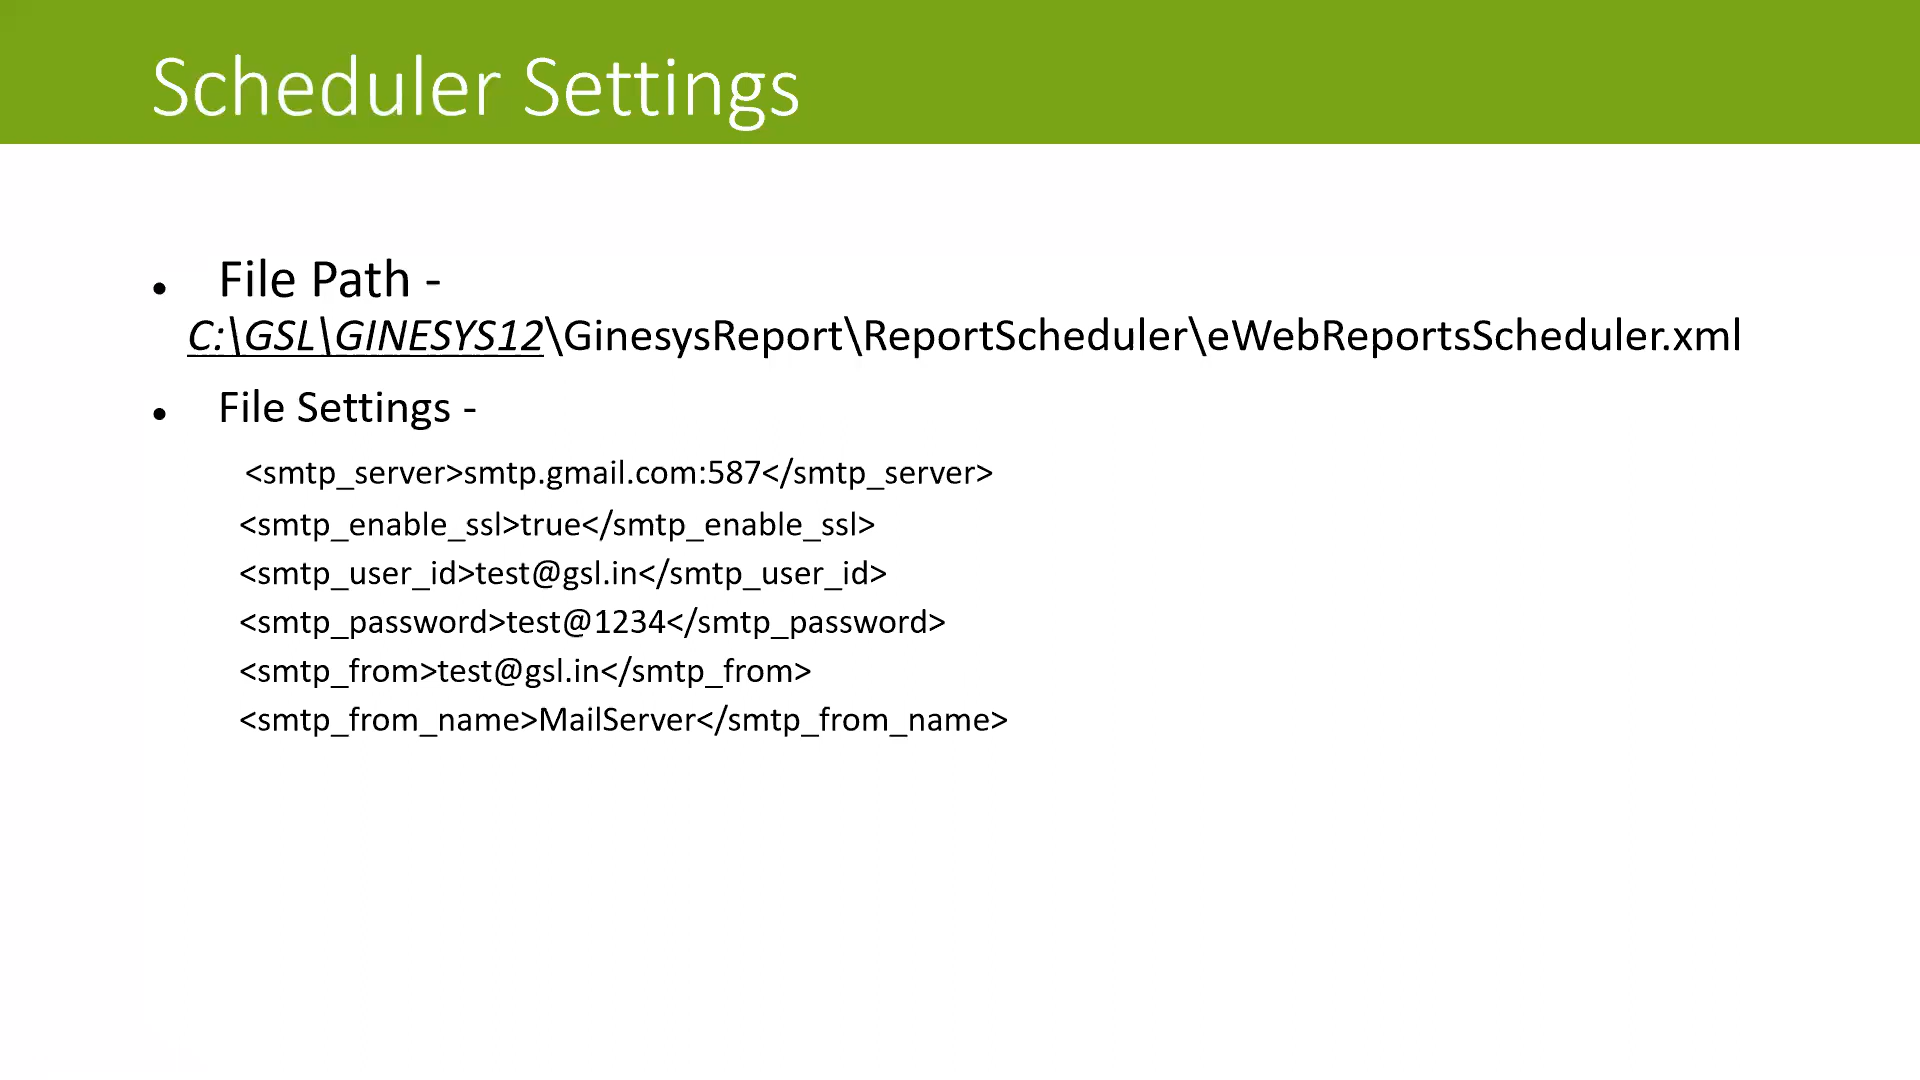 Scheduler Settings
• File Path -
C:\GSL\GINESYS12\GinesysReport\ReportScheduler\eWebReportsScheduler.xml
• File Settings -
<smtp_server>smtp.gmail.com:587</smtp_server>
<smtp_enable_ssl>true</smtp_enable_ssl>
<smtp_user_id>test@gsl.in</smtp_user_id>
<smtp_password>test@1234</smtp_password>
<smtp_from>test@gsl.in</smtp_from>
<smtp_from_name>MailServer</smtp_from_name>